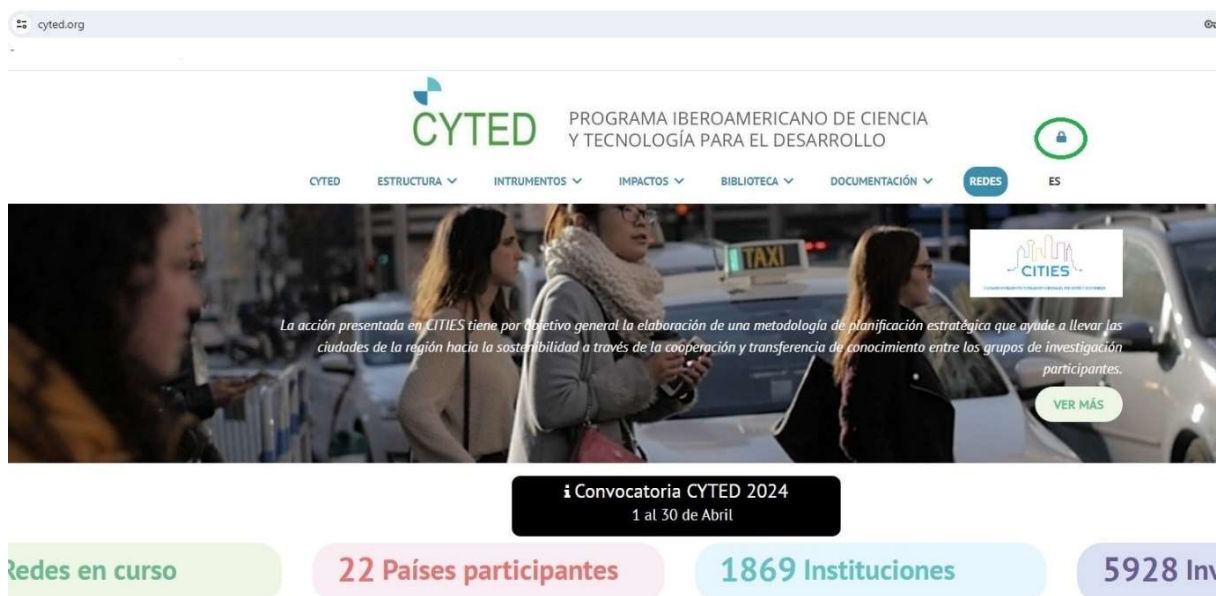 cyted.org
CYTED
PROGRAMA IBEROAMERICANO DE CIENCIA
Y TECNOLOGÍA PARA EL DESARROLLO
CYTED ESTRUCTURA INTRUMENTOS IMPACTOS BIBLIOTECA DOCUMENTACIÓN REDES ES
TAXI
CITIES
La acción presentada en CITIES tiene por objetivo general la elaboración de una metodología de planificación estratégica que ayude a llevar las
ciudades de la región hacia la sostenibilidad a través de la cooperación y transferencia de conocimiento entre los grupos de investigación
participantes.
VER MÁS
i Convocatoria CYTED 2024
1 al 30 de Abril
Redes en curso 22 Países participantes 1869 Instituciones 5928 Inv